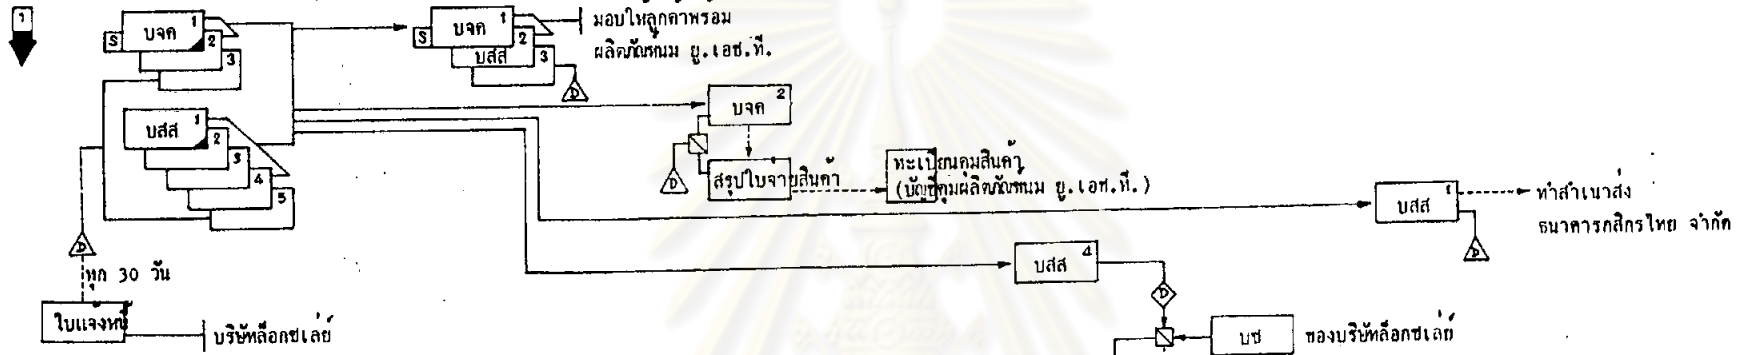 1
บจค 1
S
2
3
บสส 1
2
3
4
5
D
ทุก 30 วัน
ใบแจ้งหนี้
บริษัทล็อกซเล่ย์
บจค 1
S
2
บสส 3
D
มอบให้ลูกค้าพร้อม
ผลิตภัณฑ์นม ยู.เอช.ที.
บจค 2
D
สรุปใบจ่ายสินค้า
ทะเบียนคุมสินค้า
(บัญชีคุมผลิตภัณฑ์นม ยู.เอช.ที.)
บสส 1
D
ทำสำเนาส่ง
ธนาคารกสิกรไทย จำกัด
บสส 4
D
บช
ของบริษัทล็อกซเล่ย์